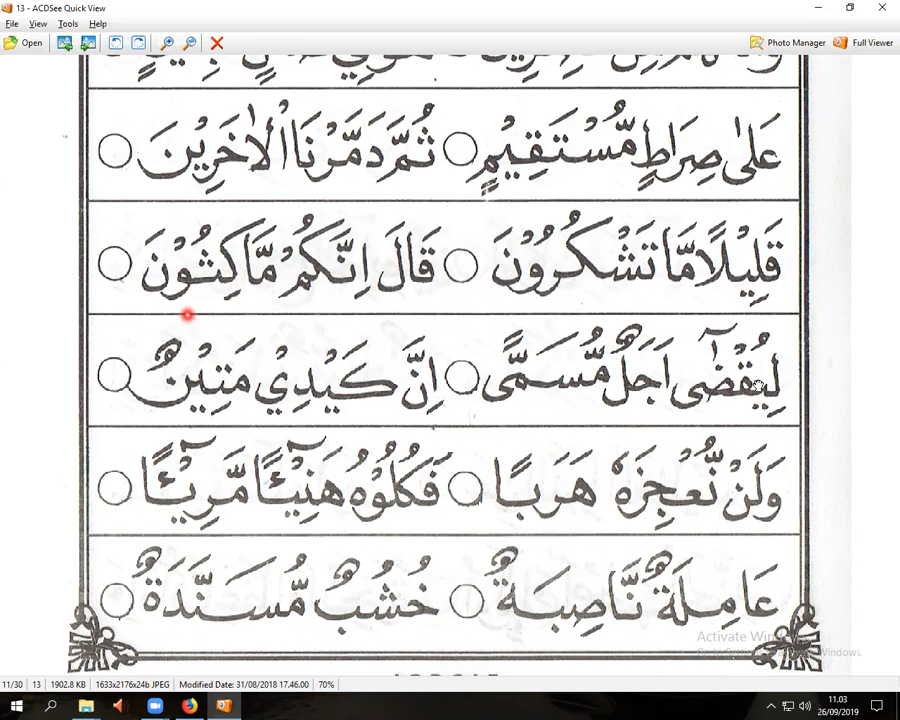 13 - ACDSee Quick View
File View Tools Help
Open Photo Manager Full Viewer
عَلٰى صِرَاطٍ مُّسْتَقِيْمٍ ○ ثُمَّ دَمَّرْنَا الْاٰخَرِيْنَ ○
قَلِيْلًا مَّا تَشْكُرُوْنَ ○ قَالَ اِنَّكُمْ مَّاكِثُوْنَ ○
لِيُقْضٰٓى اَجَلٌ مُّسَمًّى ○ اِنَّ كَيْدِيْ مَتِيْنٌ ○
وَلَنْ نُّعْجِزَهٗ هَرَبًا ○ فَكُلُوْهُ هَنِيْۤـًٔا مَّرِيْۤـًٔا ○
عَامِلَةٌ نَّاصِبَةٌ ○ خُشُبٌ مُّسَنَّدَةٌ ○
Activate Windows
11/30 13 1902.8 KB 1633x2176x24b JPEG Modified Date: 31/08/2018 17.46.00 70%
11.03
26/09/2019